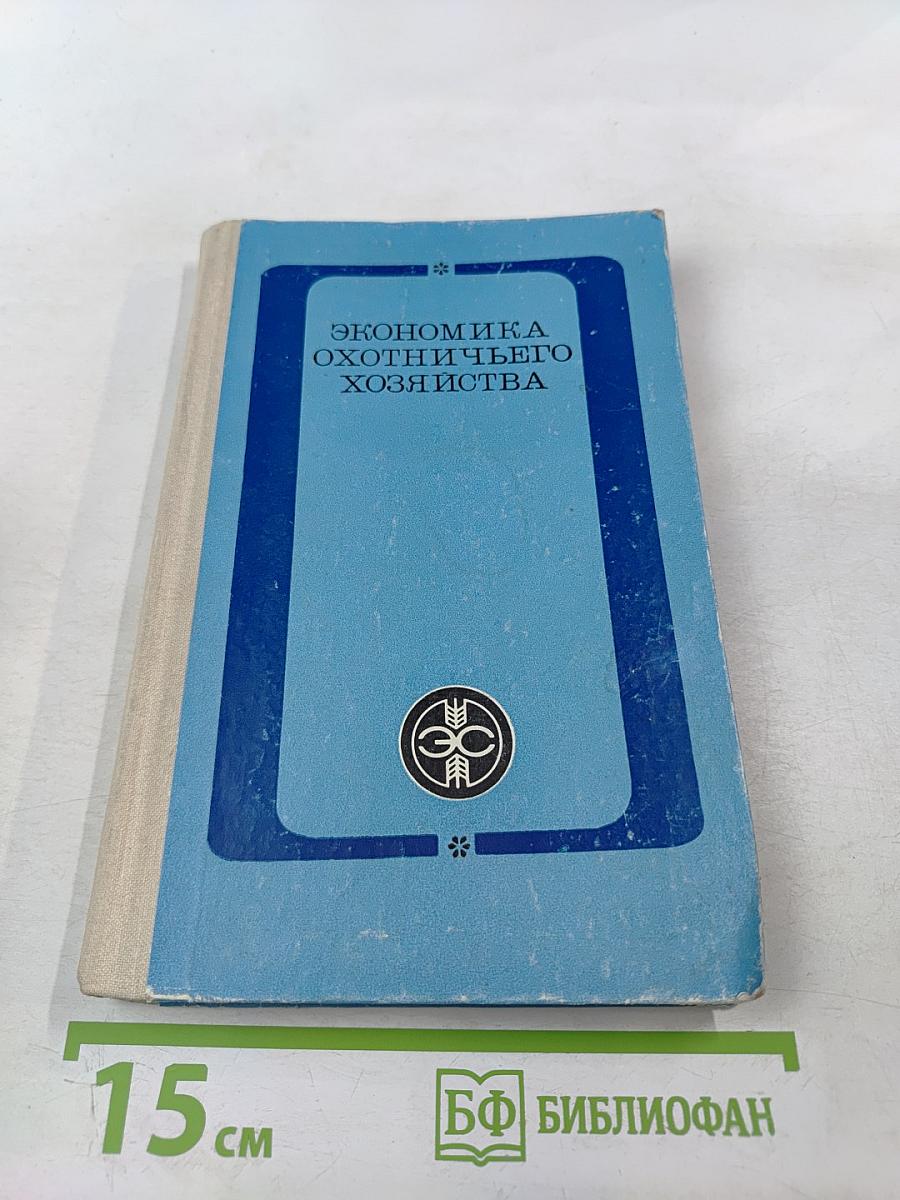 ЭКОНОМИКА
ОХОТНИЧЬЕГО
ХОЗЯЙСТВА
ЭС
15 см
БФ БИБЛИОФАН